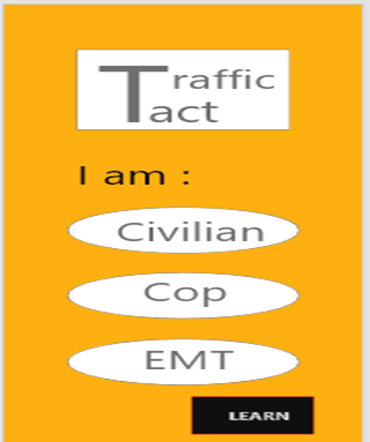 Traffic
Tact
I am :
Civilian
Cop
EMT
LEARN